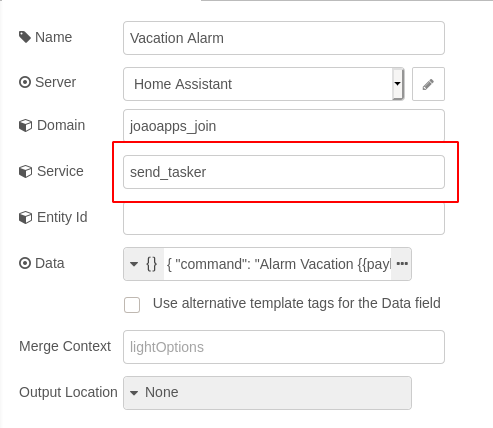 Name
Vacation Alarm
Server
Home Assistant
Domain
joaoapps_join
Service
send_tasker
Entity Id
Data
{} { "command": "Alarm Vacation {{payl
Use alternative template tags for the Data field
Merge Context
lightOptions
Output Location
None